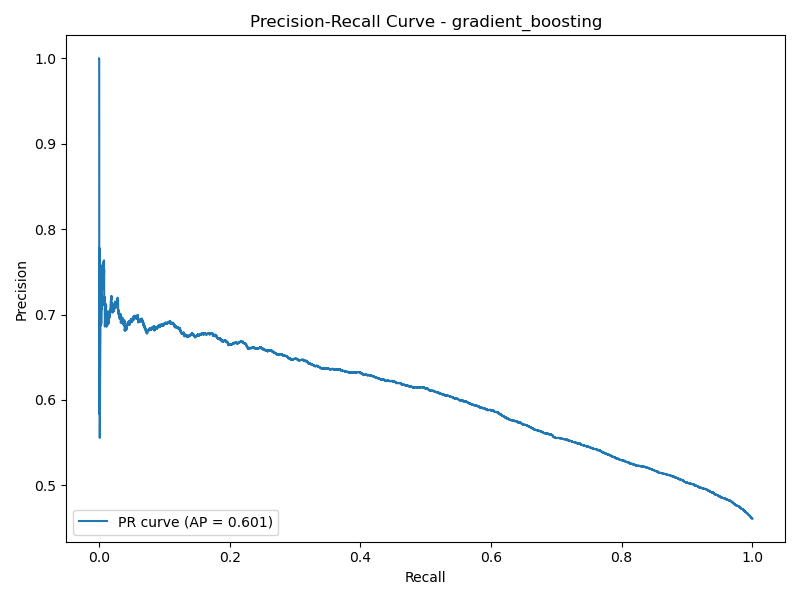 Precision-Recall Curve - gradient_boosting
1.0
0.9
0.8
0.7
0.6
0.5
Precision
PR curve (AP = 0.601)
0.0 0.2 0.4 0.6 0.8 1.0
Recall